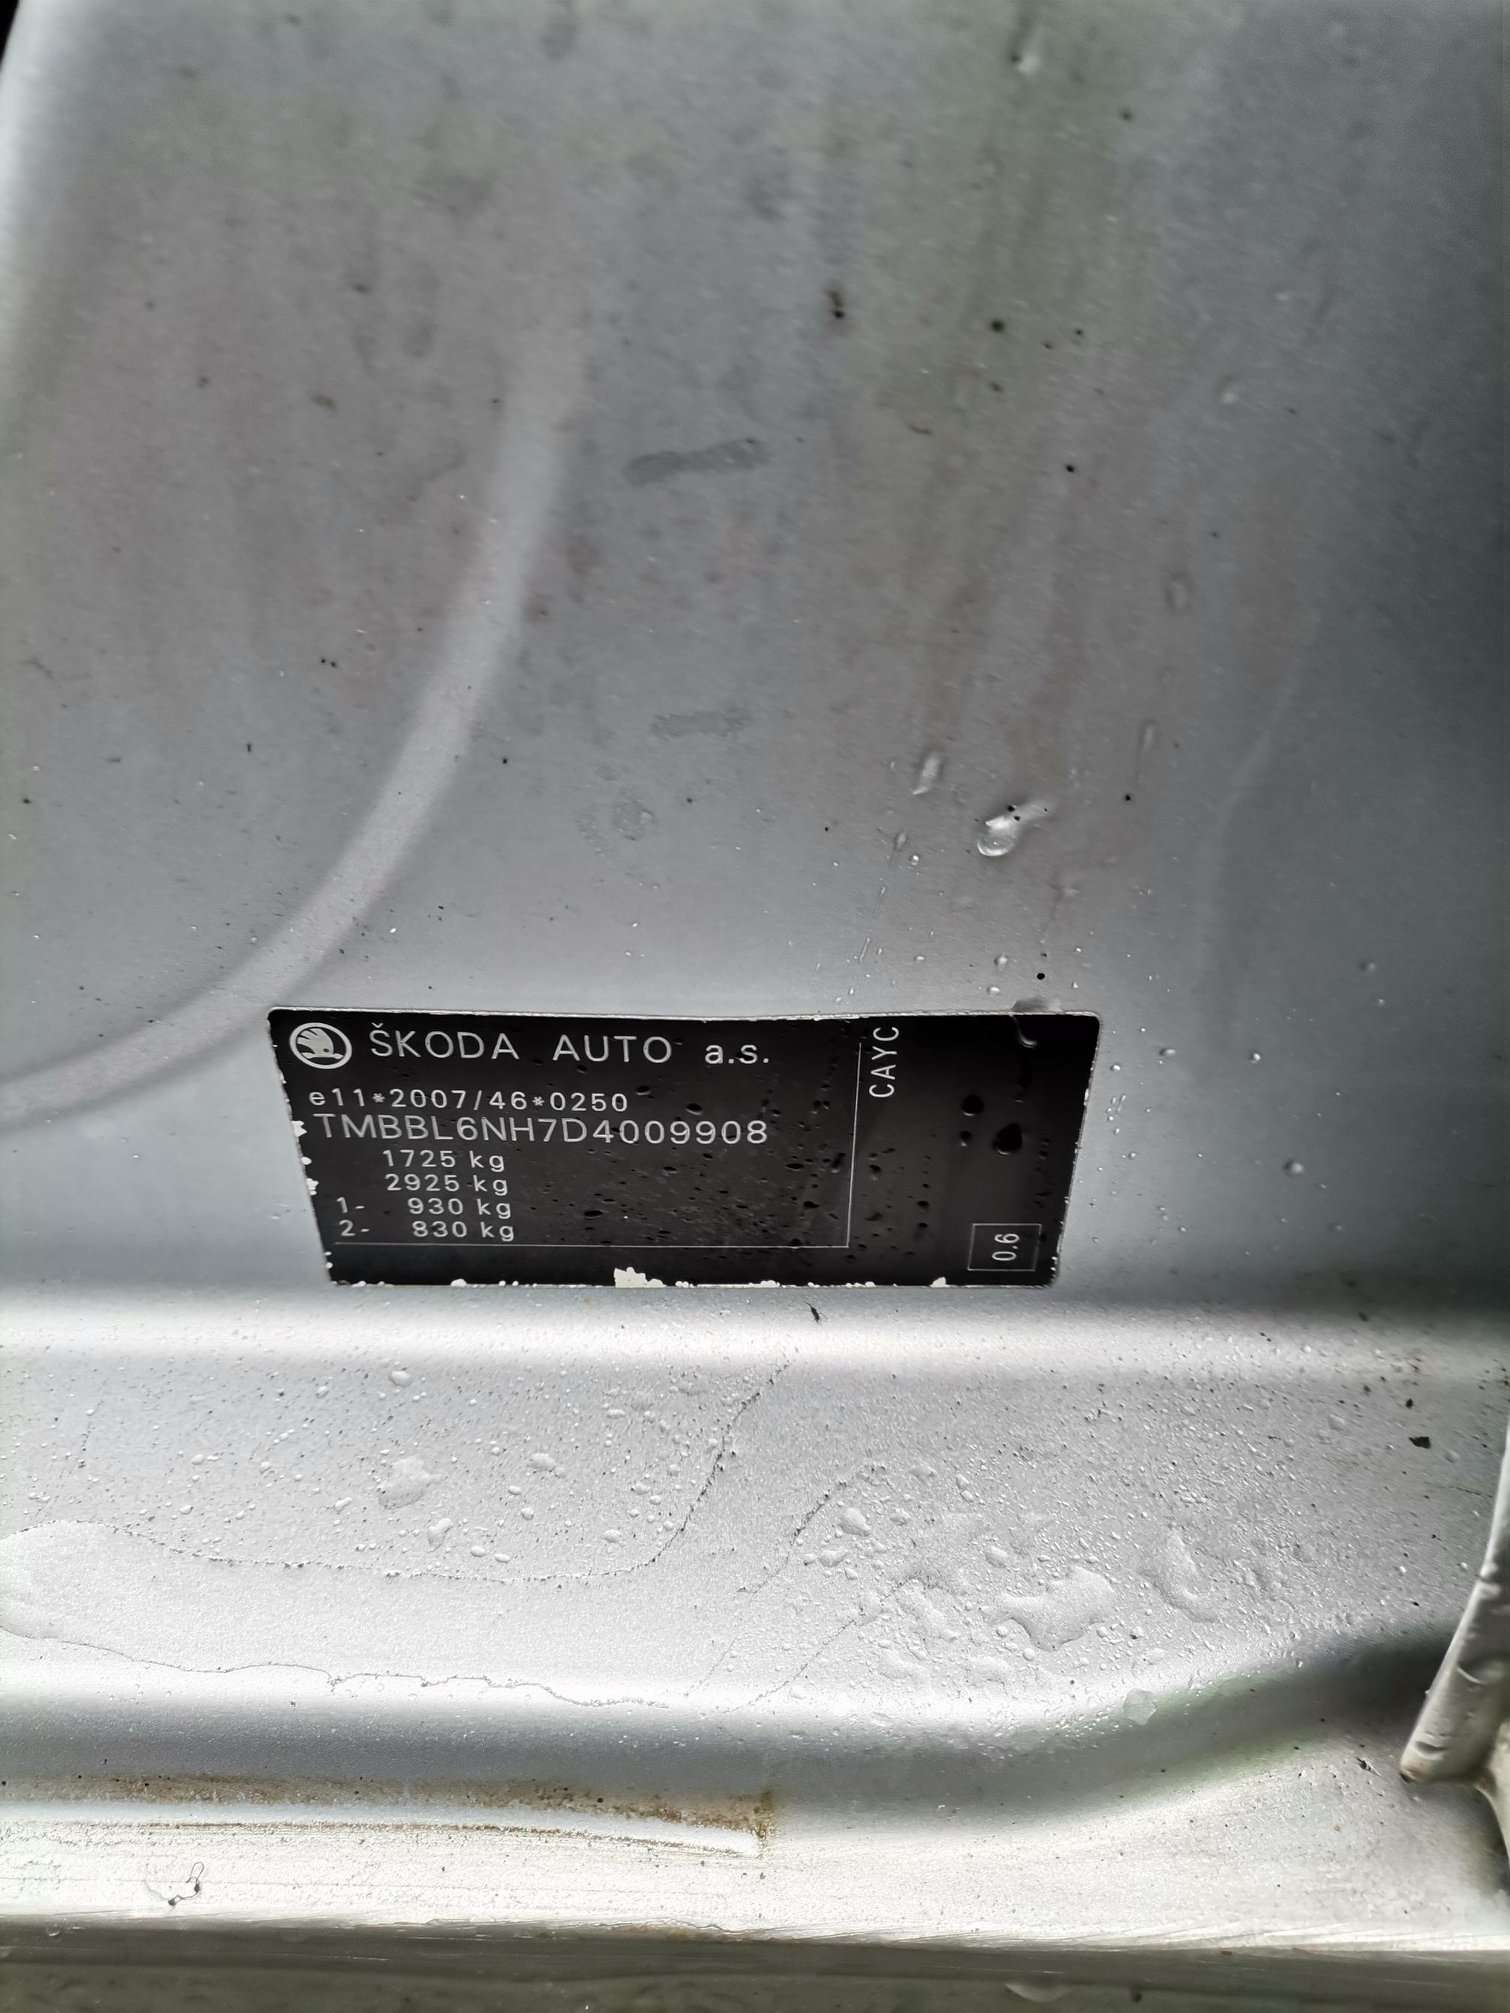 ŠKODA AUTO a.s.
e11*2007/46*0250
TMBBL6NH7D4009908
1725 kg
2925 kg
1- 930 kg
2- 830 kg
CAYC
0.6